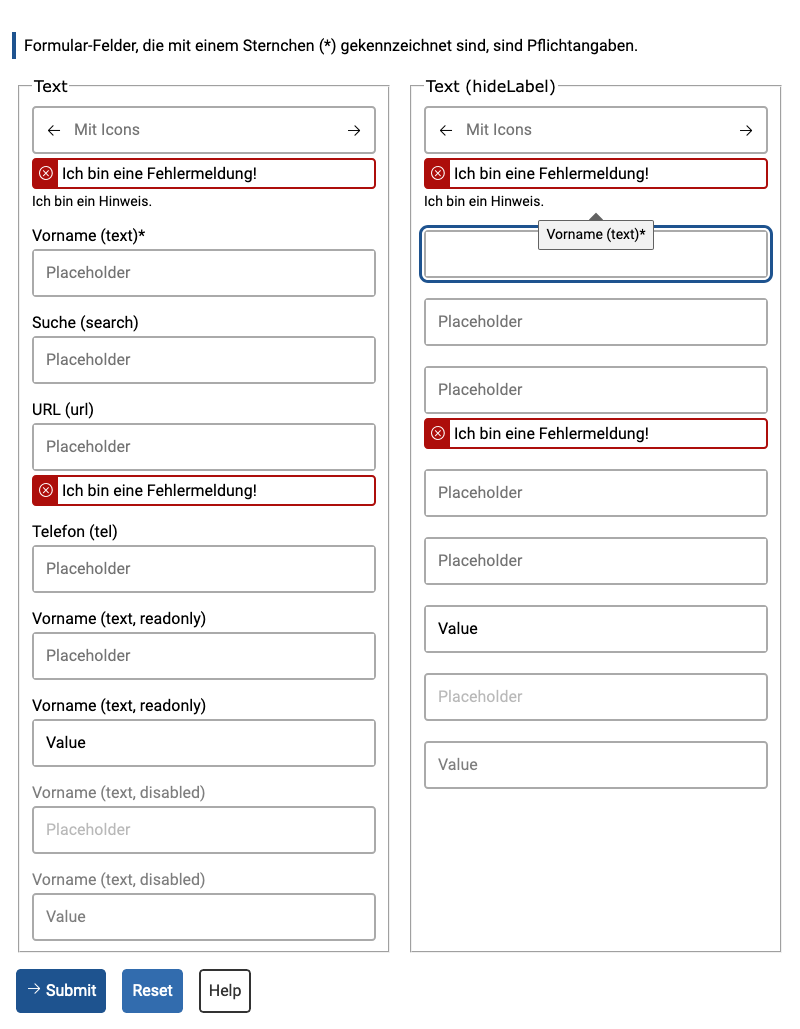 Formular-Felder, die mit einem Sternchen (*) gekennzeichnet sind, sind Pflichtangaben.
Text
← Mit Icons →
Ich bin eine Fehlermeldung!
Ich bin ein Hinweis.
Vorname (text)*
Placeholder
Suche (search)
Placeholder
URL (url)
Placeholder
Ich bin eine Fehlermeldung!
Telefon (tel)
Placeholder
Vorname (text, readonly)
Placeholder
Vorname (text, readonly)
Value
Vorname (text, disabled)
Placeholder
Vorname (text, disabled)
Value
Text (hideLabel)
← Mit Icons →
Ich bin eine Fehlermeldung!
Ich bin ein Hinweis.
Vorname (text)*
Placeholder
Placeholder
Ich bin eine Fehlermeldung!
Placeholder
Placeholder
Value
Placeholder
Value
→ Submit
Reset
Help